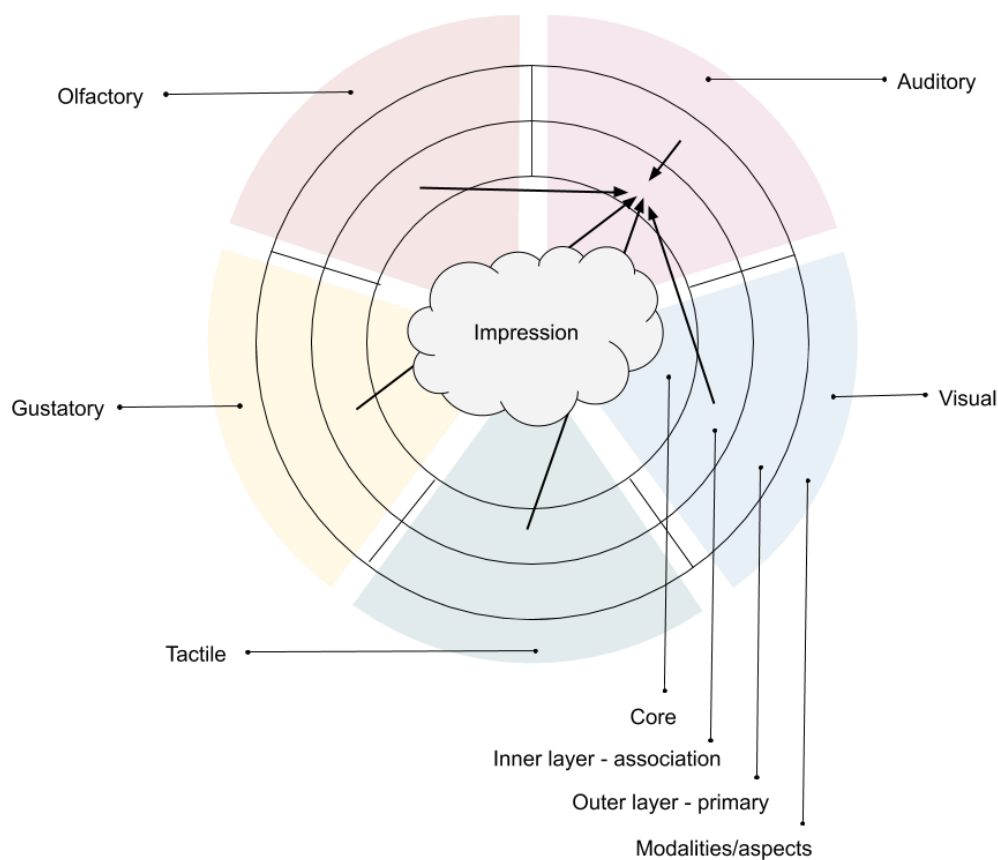 Olfactory
Auditory
Impression
Gustatory
Visual
Tactile
Core
Inner layer - association
Outer layer - primary
Modalities/aspects